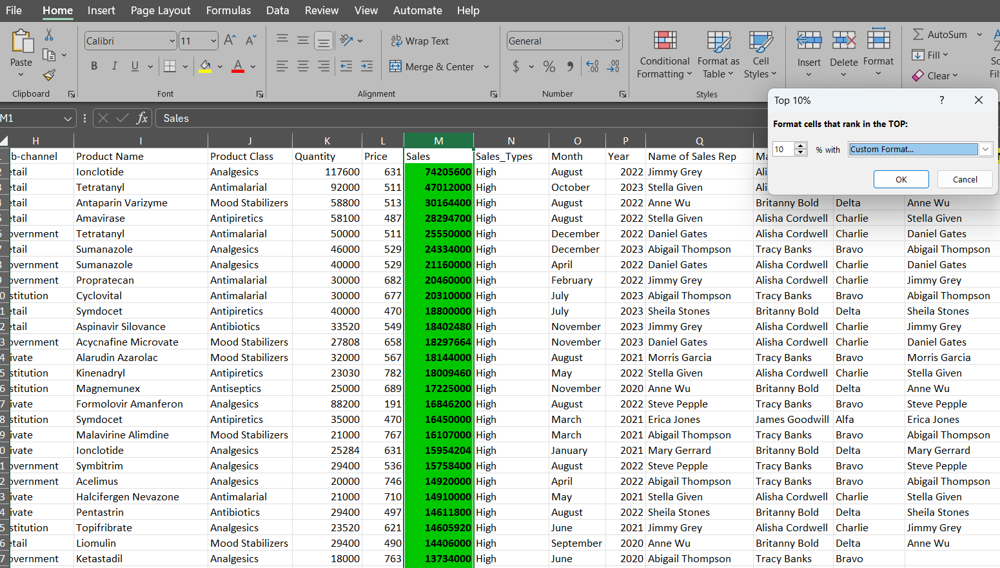 File Home Insert Page Layout Formulas Data Review View Automate Help
Calibri 11 A A Wrap Text General AutoSum
Paste Conditional Format as Cell Insert Delete Format Fill
B I U A Merge & Center $ % Formatting Table Styles Clear
Clipboard Font Alignment Number Styles
Top 10% ?
Format cells that rank in the TOP:
10 % with Custom Format...
OK Cancel
M1 fx Sales
H I J K L M N O P Q
b-channel Product Name Product Class Quantity Price Sales Sales_Types Month Year Name of Sales Rep
etail Ionclotide Analgesics 117600 631 74205600 High August 2022 Jimmy Grey
etail Tetratanyl Antimalarial 92000 511 47012000 High October 2023 Stella Given
etail Antaparin Varizyme Mood Stabilizers 58800 513 30164400 High August 2022 Anne Wu Britanny Bold Delta Anne Wu
etail Amavirase Antipiretics 58100 487 28294700 High August 2022 Stella Given Alisha Cordwell Charlie Stella Given
overnment Tetratanyl Antimalarial 50000 511 25550000 High December 2022 Daniel Gates Alisha Cordwell Charlie Daniel Gates
etail Sumanazole Analgesics 46000 529 24334000 High December 2023 Abigail Thompson Tracy Banks Bravo Abigail Thompson
overnment Sumanazole Analgesics 40000 529 21160000 High April 2022 Daniel Gates Alisha Cordwell Charlie Daniel Gates
overnment Propratecan Antimalarial 30000 682 20460000 High February 2022 Jimmy Grey Alisha Cordwell Charlie Jimmy Grey
stitution Cyclovital Antimalarial 30000 677 20310000 High July 2023 Abigail Thompson Tracy Banks Bravo Abigail Thompson
etail Symdocet Antipiretics 40000 470 18800000 High July 2023 Sheila Stones Britanny Bold Delta Sheila Stones
etail Aspinavir Silovance Antibiotics 33520 549 18402480 High November 2023 Jimmy Grey Alisha Cordwell Charlie Jimmy Grey
overnment Acycnafine Microvate Mood Stabilizers 27808 658 18297664 High November 2023 Daniel Gates Alisha Cordwell Charlie Daniel Gates
ivate Alarudin Azarolac Mood Stabilizers 32000 567 18144000 High August 2021 Morris Garcia Tracy Banks Bravo Morris Garcia
stitution Kinenadryl Antipiretics 23030 782 18009460 High May 2022 Stella Given Alisha Cordwell Charlie Stella Given
stitution Magnemunex Antiseptics 25000 689 17225000 High November 2020 Anne Wu Britanny Bold Delta Anne Wu
ivate Formolovir Amanferon Analgesics 88200 191 16846200 High August 2022 Steve Pepple Tracy Banks Bravo Steve Pepple
stitution Symdocet Antipiretics 35000 470 16450000 High March 2021 Erica Jones James Goodwill Alfa Erica Jones
ivate Malavirine Alimdine Mood Stabilizers 21000 767 16107000 High March 2021 Abigail Thompson Tracy Banks Bravo Abigail Thompson
ivate Ionclotide Analgesics 25284 631 15954204 High January 2021 Mary Gerrard Britanny Bold Delta Mary Gerrard
overnment Symbitrim Analgesics 29400 536 15758400 High August 2022 Steve Pepple Tracy Banks Bravo Steve Pepple
overnment Acelimus Analgesics 20000 746 14920000 High April 2022 Abigail Thompson Tracy Banks Bravo Abigail Thompson
ivate Halcifergen Nevazone Antimalarial 21000 710 14910000 High May 2021 Stella Given Alisha Cordwell Charlie Stella Given
ivate Pentastrin Antibiotics 29400 497 14611800 High August 2022 Sheila Stones Britanny Bold Delta Sheila Stones
stitution Topifribrate Analgesics 23520 621 14605920 High June 2021 Jimmy Grey Alisha Cordwell Charlie Jimmy Grey
etail Liomulin Mood Stabilizers 29400 490 14406000 High September 2020 Anne Wu Britanny Bold Delta Anne Wu
overnment Ketastadil Analgesics 18000 763 13734000 High June 2020 Abigail Thompson Tracy Banks Bravo